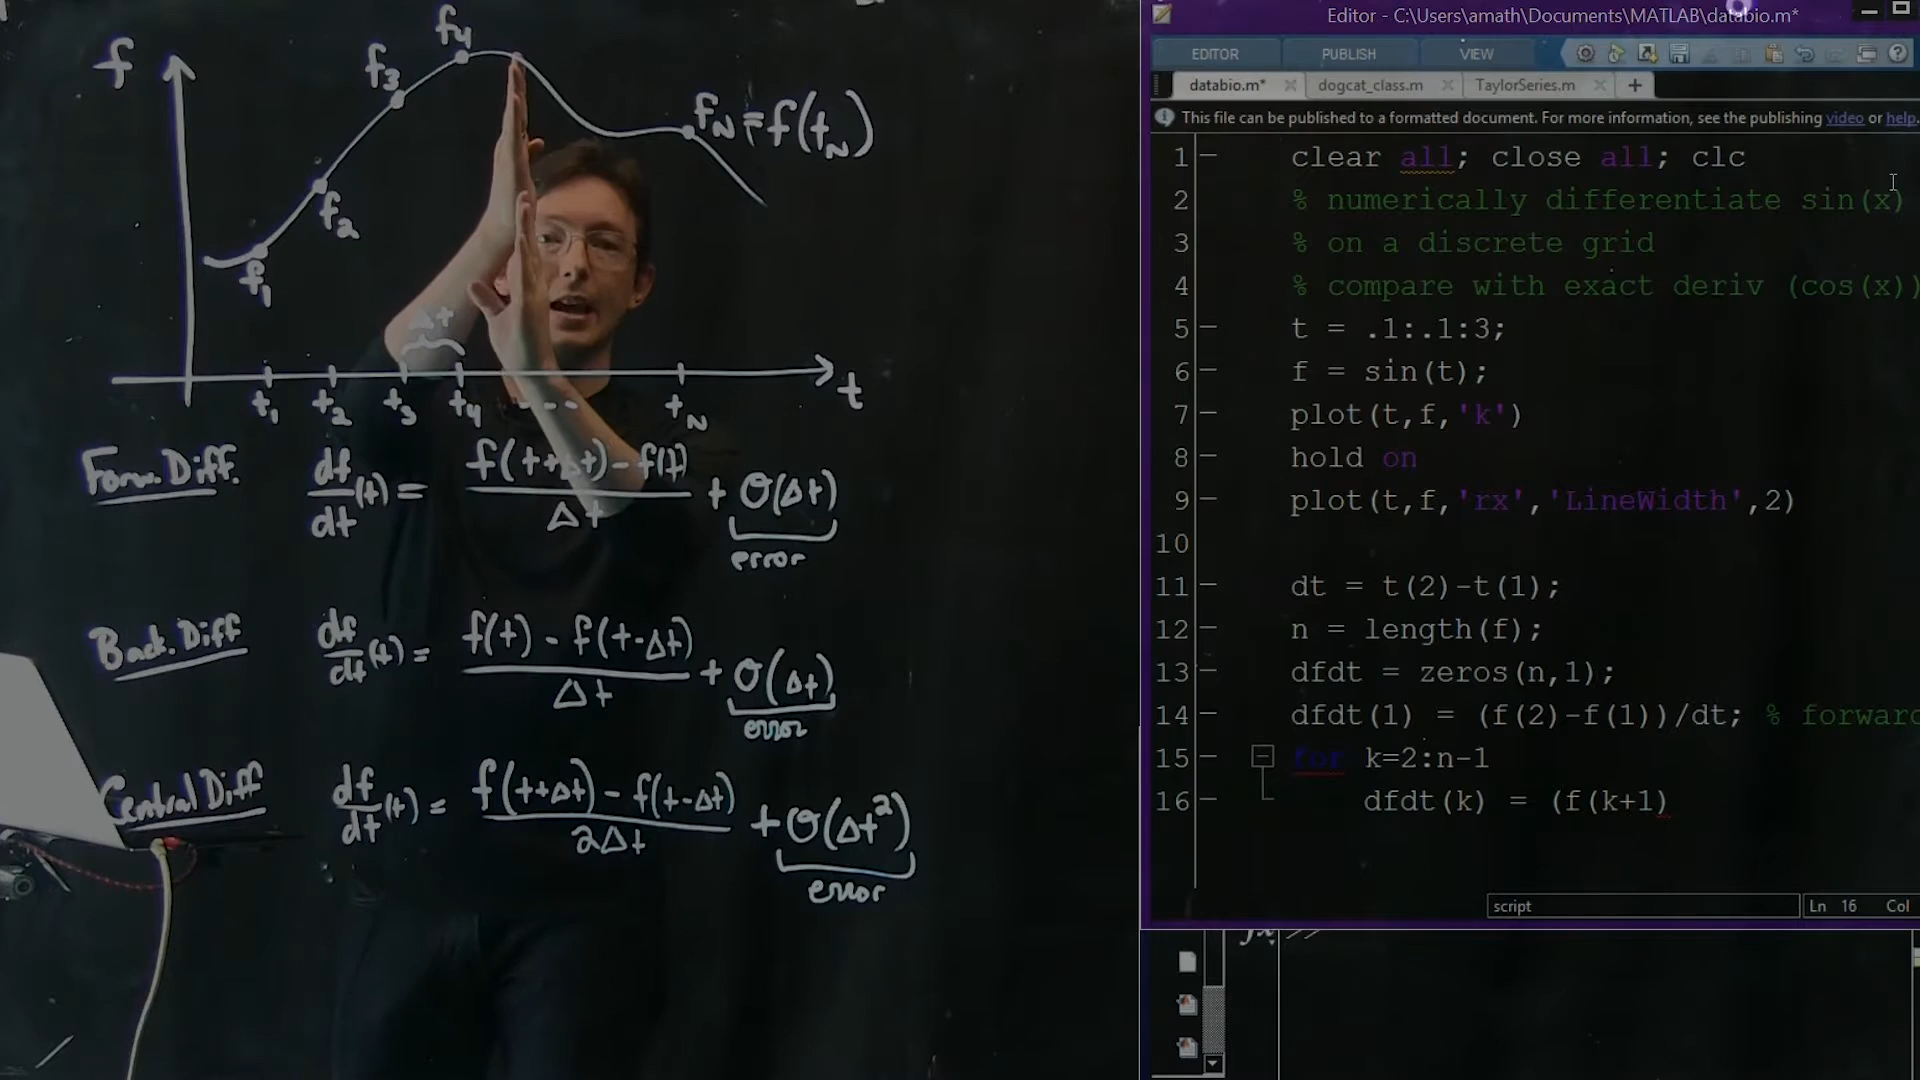 f
f₁
f₂
f₃
f₄
f_N = f(t_N)
Δt
t₁ t₂ t₃ t₄ ... t_N
t
Forw. Diff. df/dt (t) = (f(t+Δt) - f(t))/Δt + O(Δt)
error
Back. Diff df/dt (t) = (f(t) - f(t-Δt))/Δt + O(Δt)
error
Central Diff df/dt (t) = (f(t+Δt) - f(t-Δt))/2Δt + O(Δt²)
error
Editor - C:\Users\amath\Documents\MATLAB\databio.m*
EDITOR PUBLISH VIEW
databio.m* dogcat_class.m TaylorSeries.m +
This file can be published to a formatted document. For more information, see the publishing video or help.
1 clear all; close all; clc
2 % numerically differentiate sin(x)
3 % on a discrete grid
4 % compare with exact deriv (cos(x))
5 t = .1:.1:3;
6 f = sin(t);
7 plot(t,f,'k')
8 hold on
9 plot(t,f,'rx','LineWidth',2)
10
11 dt = t(2)-t(1);
12 n = length(f);
13 dfdt = zeros(n,1);
14 dfdt(1) = (f(2)-f(1))/dt; % forward
15 for k=2:n-1
16 dfdt(k) = (f(k+1)
script Ln 16 Col
fx >>